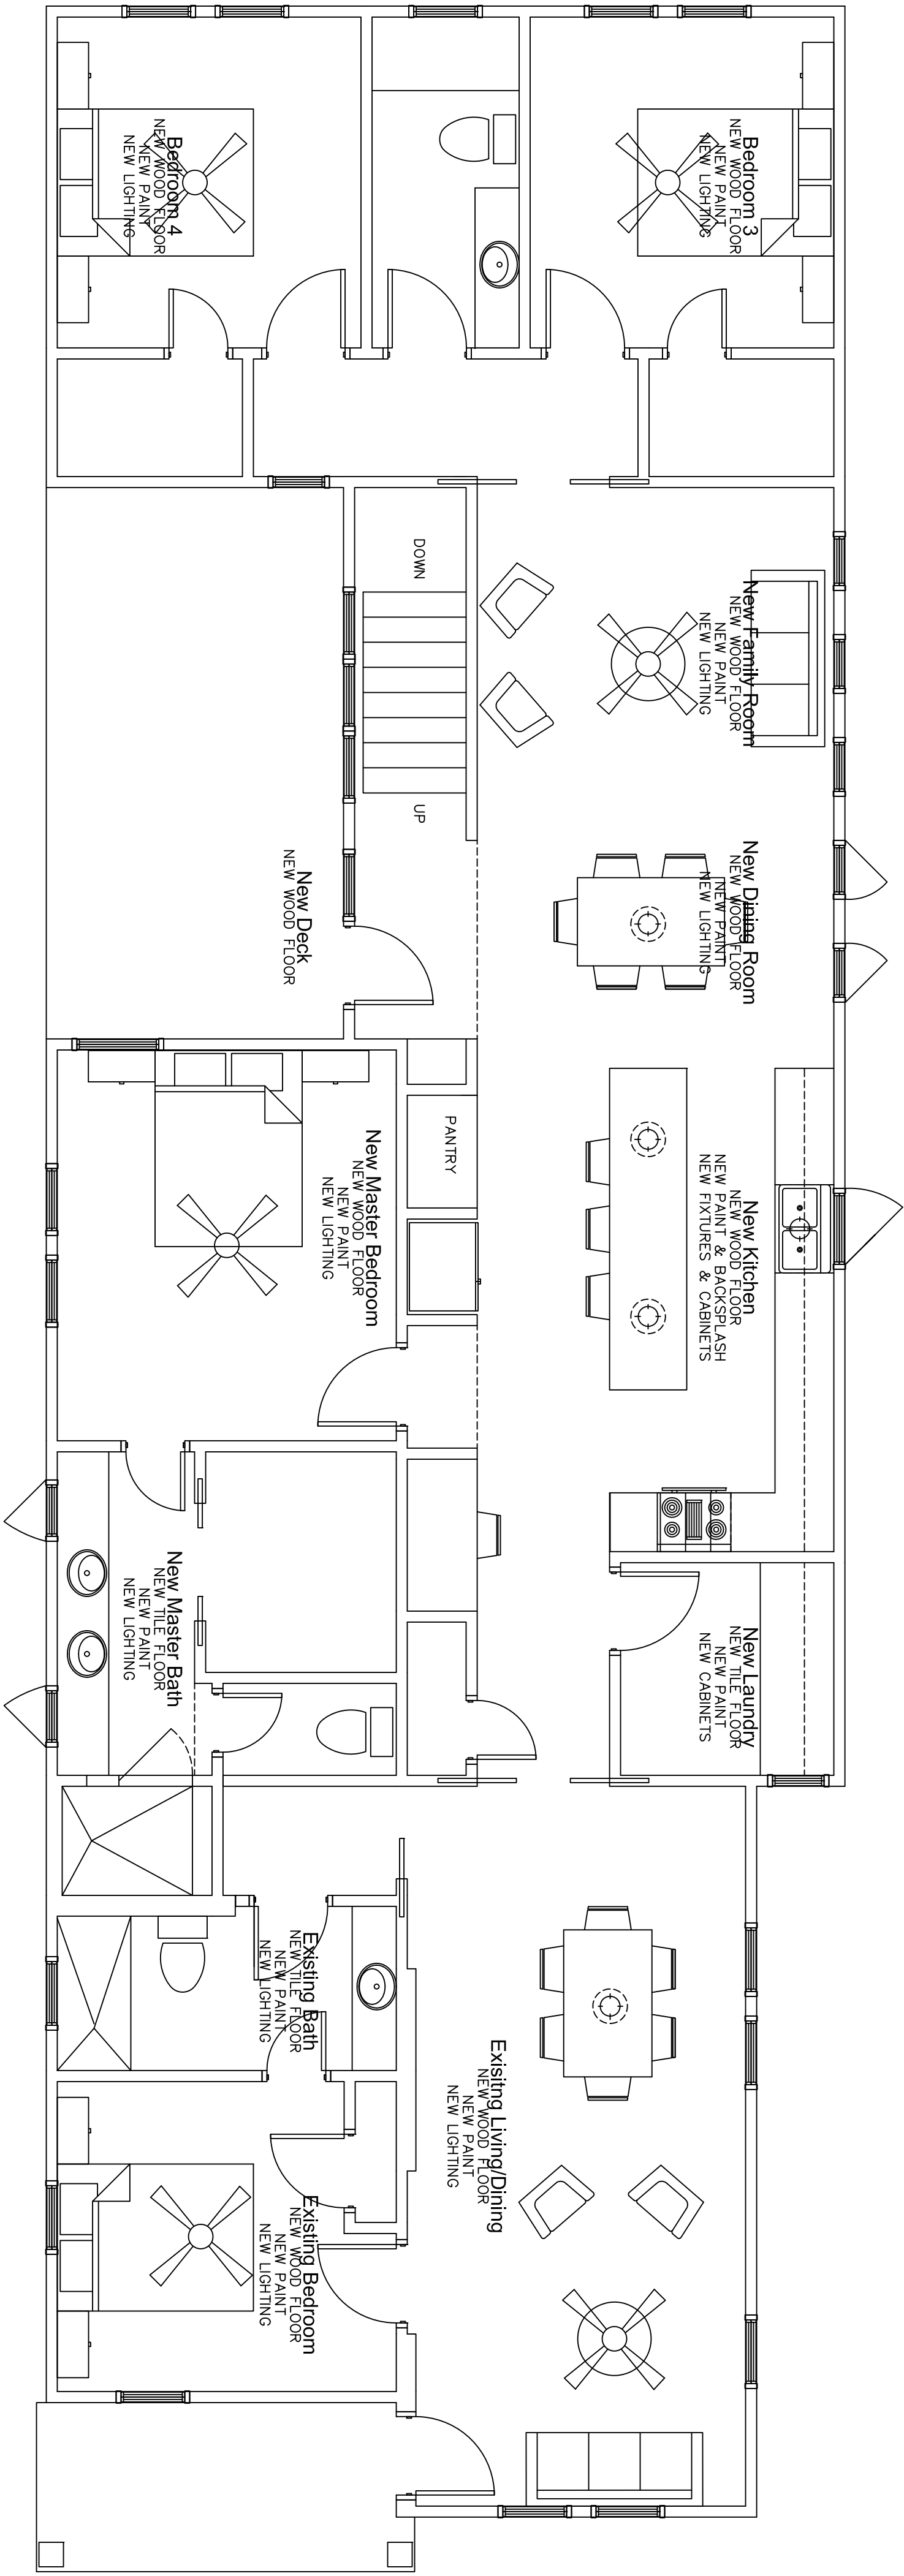 Bedroom 4
NEW WOOD FLOOR
NEW PAINT
NEW LIGHTING
Bedroom 3
NEW WOOD FLOOR
NEW PAINT
NEW LIGHTING
DOWN
UP
New Family Room
NEW WOOD FLOOR
NEW PAINT
NEW LIGHTING
New Deck
NEW WOOD FLOOR
New Dining Room
NEW WOOD FLOOR
NEW PAINT
NEW LIGHTING
New Master Bedroom
NEW WOOD FLOOR
NEW PAINT
NEW LIGHTING
PANTRY
New Kitchen
NEW WOOD FLOOR
NEW PAINT & BACKSPLASH
NEW FIXTURES & CABINETS
New Master Bath
NEW TILE FLOOR
NEW PAINT
NEW LIGHTING
New Laundry
NEW TILE FLOOR
NEW PAINT
NEW CABINETS
Existing Bath
NEW TILE FLOOR
NEW PAINT
NEW LIGHTING
Exisitng Living/Dining
NEW WOOD FLOOR
NEW PAINT
NEW LIGHTING
Existing Bedroom
NEW WOOD FLOOR
NEW PAINT
NEW LIGHTING